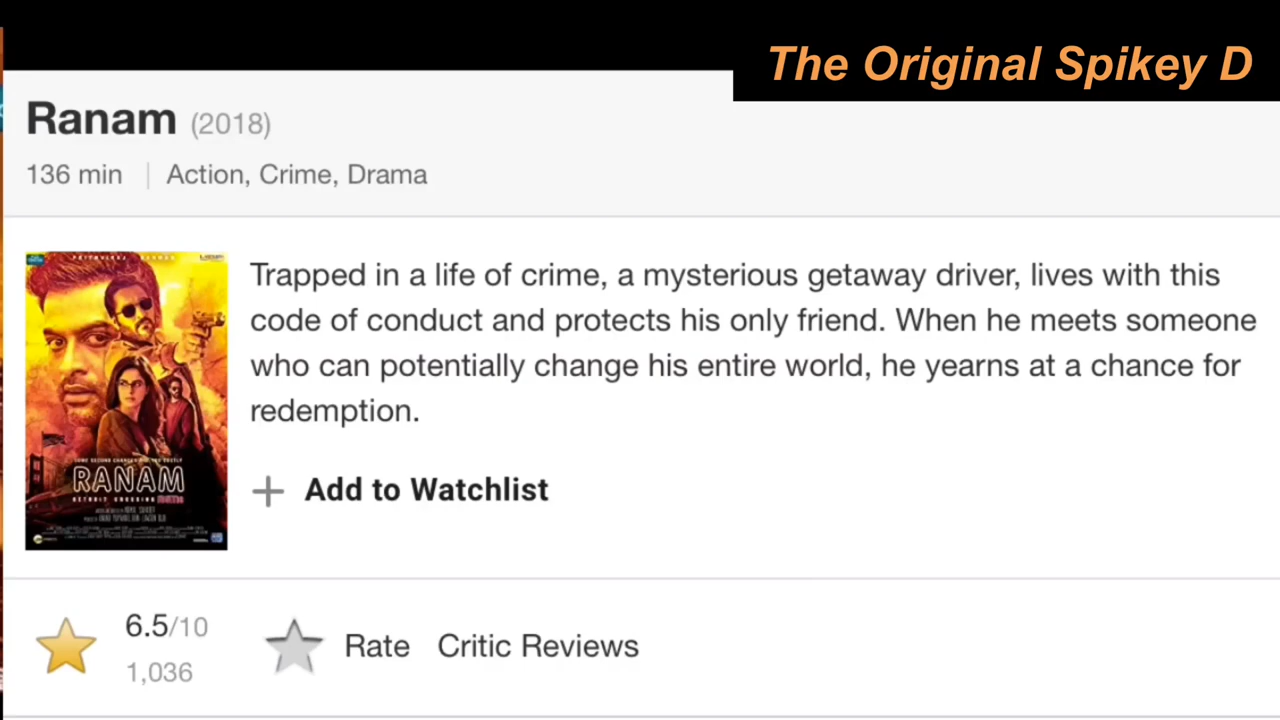 The Original Spikey D
Ranam (2018)
136 min | Action, Crime, Drama
Trapped in a life of crime, a mysterious getaway driver, lives with this
code of conduct and protects his only friend. When he meets someone
who can potentially change his entire world, he yearns at a chance for
redemption.
RANAM
DETROIT CROSSING
+ Add to Watchlist
6.5/10
1,036
Rate Critic Reviews